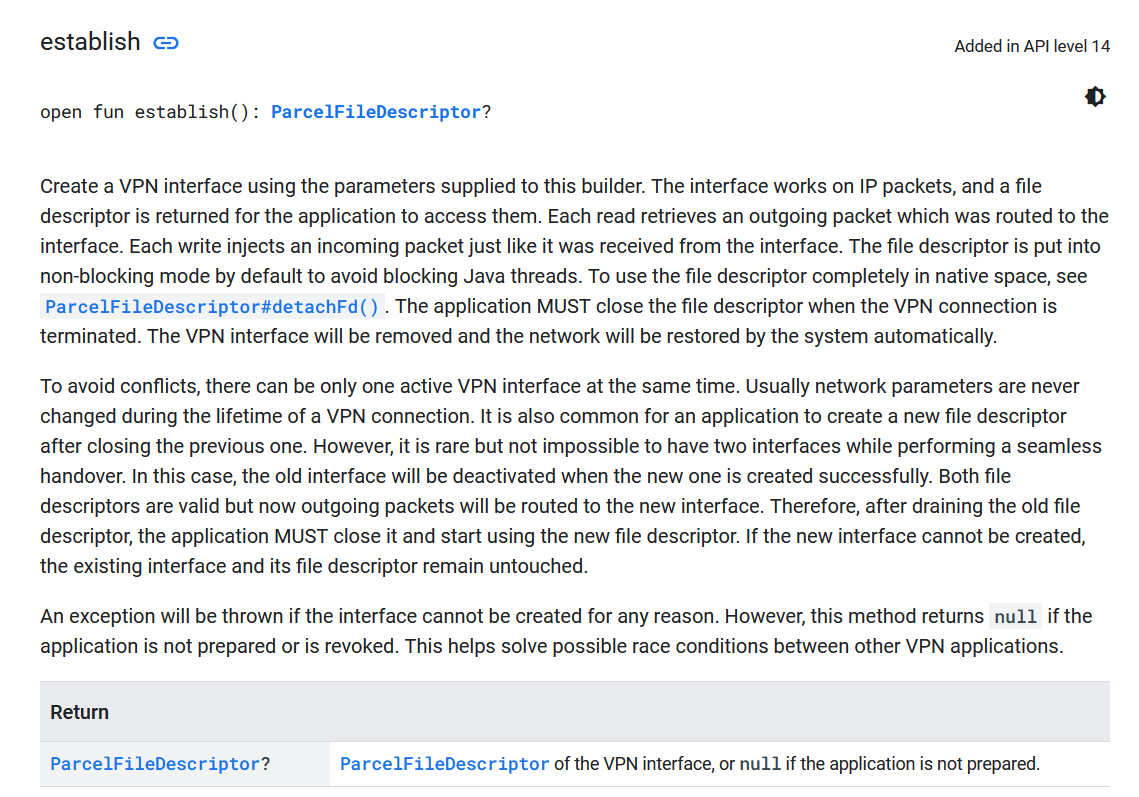 establish
Added in API level 14
open fun establish(): ParcelFileDescriptor?
Create a VPN interface using the parameters supplied to this builder. The interface works on IP packets, and a file
descriptor is returned for the application to access them. Each read retrieves an outgoing packet which was routed to the
interface. Each write injects an incoming packet just like it was received from the interface. The file descriptor is put into
non-blocking mode by default to avoid blocking Java threads. To use the file descriptor completely in native space, see
ParcelFileDescriptor#detachFd(). The application MUST close the file descriptor when the VPN connection is
terminated. The VPN interface will be removed and the network will be restored by the system automatically.
To avoid conflicts, there can be only one active VPN interface at the same time. Usually network parameters are never
changed during the lifetime of a VPN connection. It is also common for an application to create a new file descriptor
after closing the previous one. However, it is rare but not impossible to have two interfaces while performing a seamless
handover. In this case, the old interface will be deactivated when the new one is created successfully. Both file
descriptors are valid but now outgoing packets will be routed to the new interface. Therefore, after draining the old file
descriptor, the application MUST close it and start using the new file descriptor. If the new interface cannot be created,
the existing interface and its file descriptor remain untouched.
An exception will be thrown if the interface cannot be created for any reason. However, this method returns null if the
application is not prepared or is revoked. This helps solve possible race conditions between other VPN applications.
Return
ParcelFileDescriptor? ParcelFileDescriptor of the VPN interface, or null if the application is not prepared.